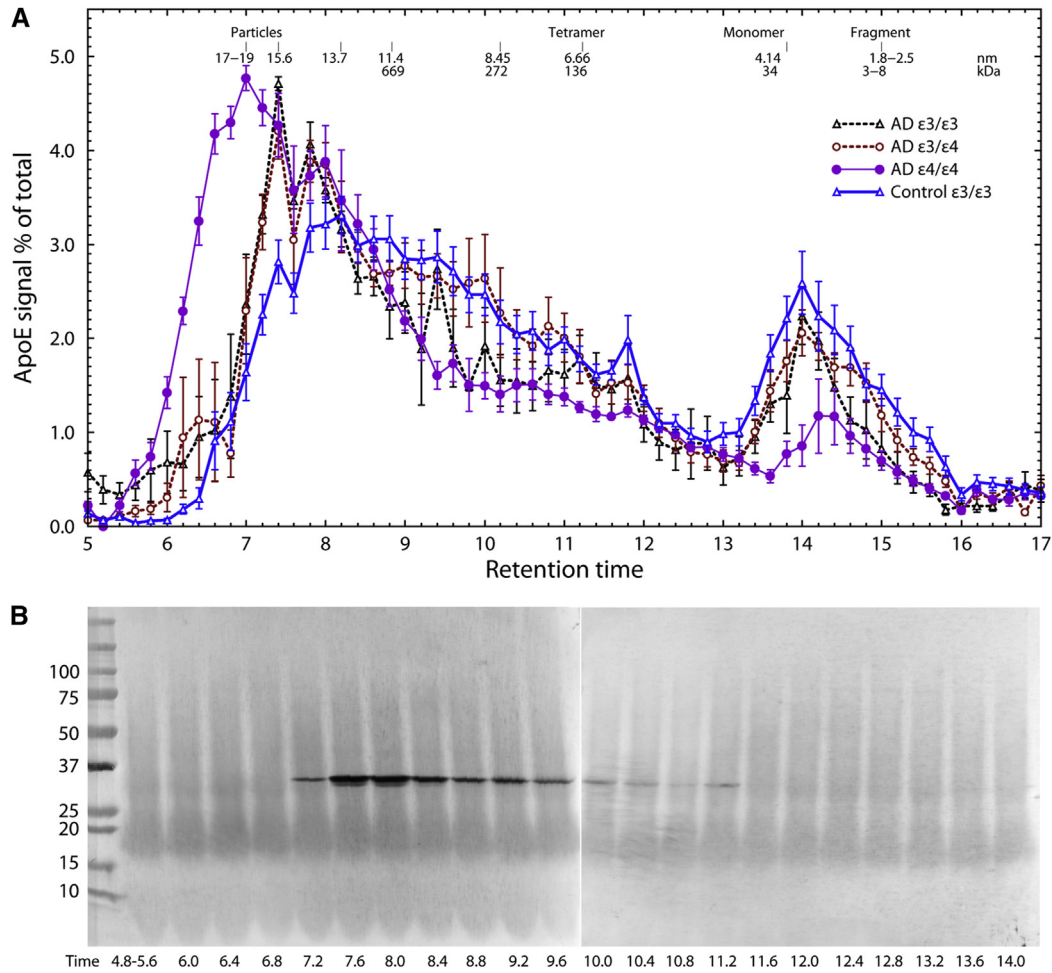 A
Particles Tetramer Monomer Fragment
17–19 15.6 13.7 11.4 8.45 6.66 4.14 1.8–2.5 nm
669 272 136 34 3–8 kDa
5.0
4.0
3.0
2.0
1.0
0.0
ApoE signal % of total
AD ε3/ε3
AD ε3/ε4
AD ε4/ε4
Control ε3/ε3
5 6 7 8 9 10 11 12 13 14 15 16 17
Retention time
B
100
75
50
37
25
20
15
10
Time 4.8-5.6 6.0 6.4 6.8 7.2 7.6 8.0 8.4 8.8 9.2 9.6 10.0 10.4 10.8 11.6 12.0 12.4 12.8 13.2 13.6 14.0